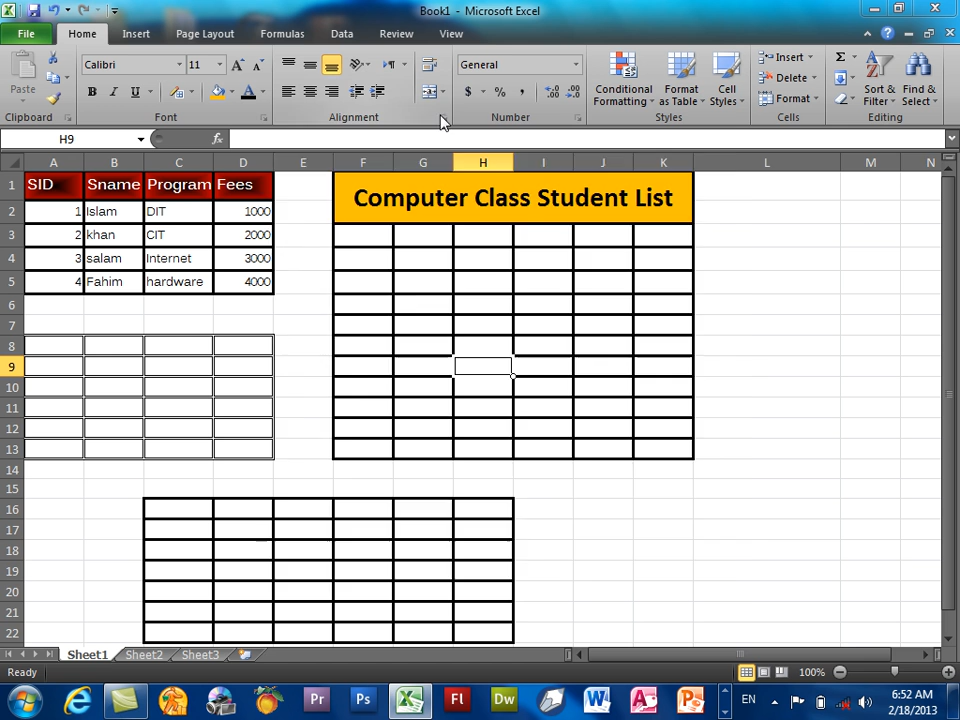 Book1 - Microsoft Excel
File Home Insert Page Layout Formulas Data Review View
Calibri 11 General
Paste B I U $ % , Conditional Formatting Format as Table Cell Styles Insert Delete Format Σ Sort & Filter Find & Select
Clipboard Font Alignment Number Styles Cells Editing
H9 fx
A B C D E F G H I J K L M N
1 SID Sname Program Fees Computer Class Student List
2 1 Islam DIT 1000
3 2 khan CIT 2000
4 3 salam Internet 3000
5 4 Fahim hardware 4000
6
7
8
9
10
11
12
13
14
15
16
17
18
19
20
21
22
Sheet1 Sheet2 Sheet3
Ready 100%
Pr Ps Fl Dw EN 6:52 AM
2/18/2013